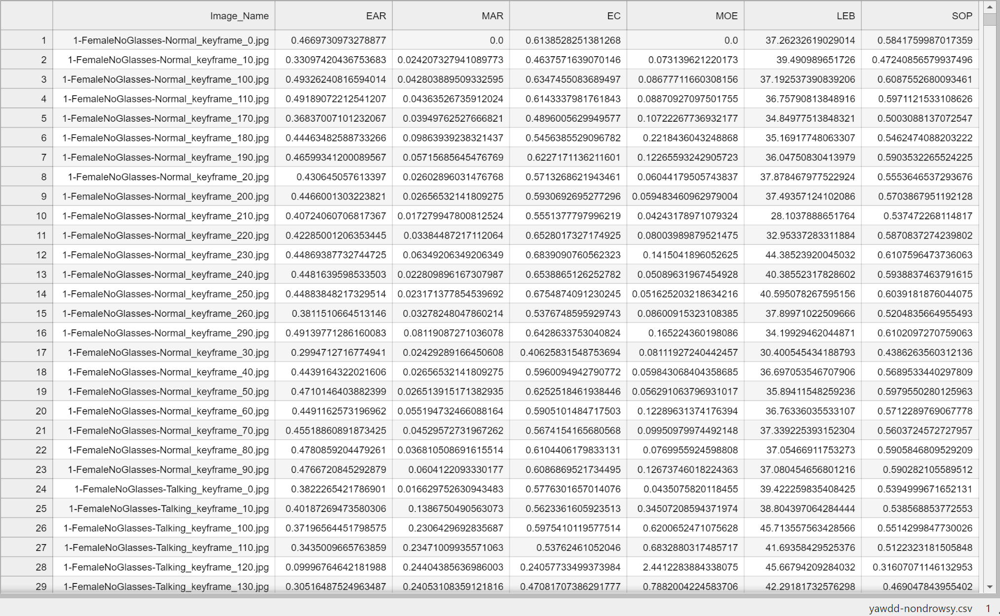 Image_Name EAR MAR EC MOE LEB SOP
1 1-FemaleNoGlasses-Normal_keyframe_0.jpg 0.4669730973278877 0.0 0.6138528251381268 0.0 37.26232619029014 0.5841759987017359
2 1-FemaleNoGlasses-Normal_keyframe_10.jpg 0.33097420436753683 0.024207327941089773 0.4637571639070146 0.073139621220173 39.490989651726 0.47240856579937496
3 1-FemaleNoGlasses-Normal_keyframe_100.jpg 0.49326240816594014 0.042803889509332595 0.6347455083689497 0.08677711660308156 37.192537390839206 0.6087552680093461
4 1-FemaleNoGlasses-Normal_keyframe_110.jpg 0.49189072212541207 0.04363526735912024 0.6143337981761843 0.08870927097501755 36.75790813848916 0.5971121533108626
5 1-FemaleNoGlasses-Normal_keyframe_170.jpg 0.36837007101232067 0.03949762527666821 0.4896005629949577 0.10722267736932177 34.84977513848321 0.5003088137072547
6 1-FemaleNoGlasses-Normal_keyframe_180.jpg 0.44463482588733266 0.09863939238321437 0.5456385529096782 0.2218436043248868 35.16917748063307 0.5462474088203222
7 1-FemaleNoGlasses-Normal_keyframe_190.jpg 0.46599341200089567 0.05715685645476769 0.6227171136211601 0.12265593242905723 36.04750830413979 0.5903532265524225
8 1-FemaleNoGlasses-Normal_keyframe_20.jpg 0.430645057613397 0.02602896031476768 0.5713268621943461 0.06044179505743837 37.878467977522924 0.5553646537293676
9 1-FemaleNoGlasses-Normal_keyframe_200.jpg 0.4466001303223821 0.02656532141809275 0.5930692695277296 0.059483460962979004 37.49357124102086 0.5703867951192128
10 1-FemaleNoGlasses-Normal_keyframe_210.jpg 0.40724060706817367 0.017279947800812524 0.5551377797996219 0.04243178971079324 28.1037888651764 0.537472268114817
11 1-FemaleNoGlasses-Normal_keyframe_220.jpg 0.422850012063534​45 0.03384487217112064 0.6528017327174925 0.08003989879521475 32.95337283311884 0.5870837274239802
12 1-FemaleNoGlasses-Normal_keyframe_230.jpg 0.44869387732744725 0.06349206349206349 0.6839090760562323 0.1415041896052625 44.38523920045032 0.6107596473736063
13 1-FemaleNoGlasses-Normal_keyframe_240.jpg 0.4481639598533503 0.022809896167307987 0.6538865126252782 0.05089631967454928 40.38552317828602 0.5938837463791615
14 1-FemaleNoGlasses-Normal_keyframe_250.jpg 0.44883848217329514 0.023171377854539692 0.6754874091230245 0.051625203218634216 40.595078267595156 0.6039181876044075
15 1-FemaleNoGlasses-Normal_keyframe_260.jpg 0.3811510664513146 0.03278248047860214 0.5376748595929743 0.08600915323108385 37.89971022509666 0.5204835664955493
16 1-FemaleNoGlasses-Normal_keyframe_290.jpg 0.49139771286160083 0.08119087271036078 0.6428633753040824 0.165224360198086 34.19929462044871 0.6102097270759063
17 1-FemaleNoGlasses-Normal_keyframe_30.jpg 0.2994712716774941 0.02429289166450608 0.40625831548753694 0.08111927240442457 30.400545434188793 0.4386263560312136
18 1-FemaleNoGlasses-Normal_keyframe_40.jpg 0.44391643220​21606 0.02656532141809275 0.5960094942790772 0.059843068404358685 36.697053546707906 0.5689533440297809
19 1-FemaleNoGlasses-Normal_keyframe_50.jpg 0.4710146403882399 0.026513915171382935 0.6252518461938446 0.056291063796931017 35.89411548259236 0.5979550280125963
20 1-FemaleNoGlasses-Normal_keyframe_60.jpg 0.4491162573196962 0.055194732466088164 0.5905101484717503 0.12289631374176394 36.76336035533107 0.5712289769067778
21 1-FemaleNoGlasses-Normal_keyframe_70.jpg 0.45518860891873425 0.04529572731967262 0.5674154165680568 0.09950979974492148 37.339225393152304 0.5603724572727957
22 1-FemaleNoGlasses-Normal_keyframe_80.jpg 0.4780859204479261 0.036810508691615514 0.6104406179833131 0.0769955924598808 37.05466911753273 0.5905846809529209
23 1-FemaleNoGlasses-Normal_keyframe_90.jpg 0.4766720845292879 0.0604122093330177 0.6086869521734495 0.12673746018224363 37.080454656801216 0.590282105589512
24 1-FemaleNoGlasses-Talking_keyframe_0.jpg 0.3822265421786901 0.016629752630943483 0.5776301657014076 0.0435075820118455 39.422259835408425 0.5394999671652131
25 1-FemaleNoGlasses-Talking_keyframe_10.jpg 0.40187269473580306 0.1386750490563073 0.5623361605923513 0.34507208594371974 38.804397064284444 0.538568853772553
26 1-FemaleNoGlasses-Talking_keyframe_100.jpg 0.37196564451798575 0.2306429692835687 0.5975410119577514 0.6200652471075628 45.713557563428566 0.5514299847730026
27 1-FemaleNoGlasses-Talking_keyframe_110.jpg 0.3435009665763859 0.23471009935571063 0.53762461052046 0.6832880317485717 41.69358429525376 0.5122323181505848
28 1-FemaleNoGlasses-Talking_keyframe_120.jpg 0.09996764642181988 0.24404385636986003 0.24057733499373984 2.4412283884338075 45.66794209284032 0.31607071146132953
29 1-FemaleNoGlasses-Talking_keyframe_130.jpg 0.30516487524963487 0.24053108359121816 0.47081707386291777 0.7882004224583706 42.29181732576298 0.469047843955402
yawdd-nondrowsy.csv 1